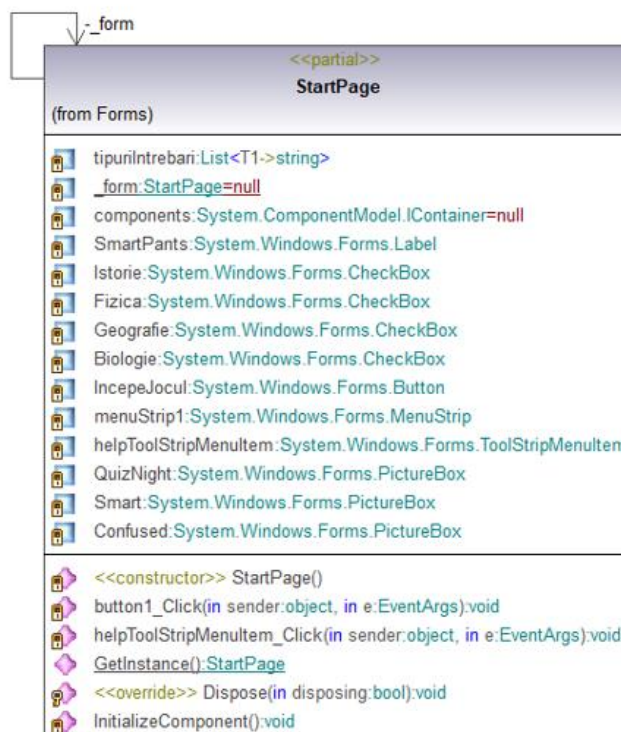 -_form
<<partial>>
StartPage
(from Forms)
tipuriIntrebari:List<T1->string>
_form:StartPage=null
components:System.ComponentModel.IContainer=null
SmartPants:System.Windows.Forms.Label
Istorie:System.Windows.Forms.CheckBox
Fizica:System.Windows.Forms.CheckBox
Geografie:System.Windows.Forms.CheckBox
Biologie:System.Windows.Forms.CheckBox
IncepeJocul:System.Windows.Forms.Button
menuStrip1:System.Windows.Forms.MenuStrip
helpToolStripMenuItem:System.Windows.Forms.ToolStripMenuItem
QuizNight:System.Windows.Forms.PictureBox
Smart:System.Windows.Forms.PictureBox
Confused:System.Windows.Forms.PictureBox
<<constructor>> StartPage()
button1_Click(in sender:object, in e:EventArgs):void
helpToolStripMenuItem_Click(in sender:object, in e:EventArgs):void
GetInstance():StartPage
<<override>> Dispose(in disposing:bool):void
InitializeComponent():void